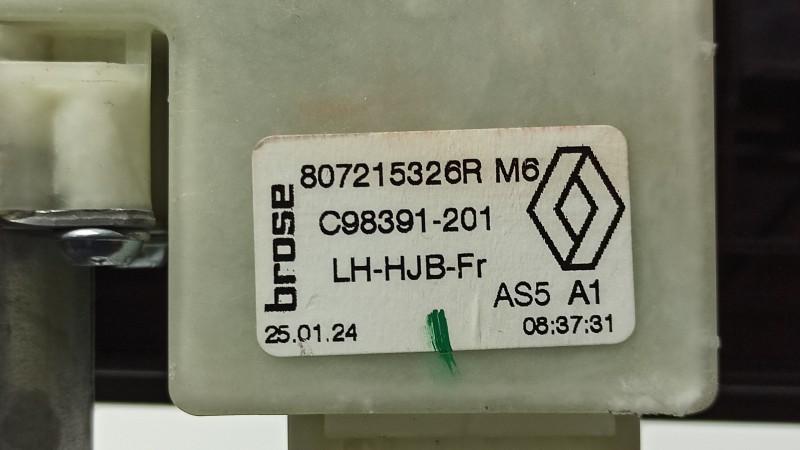 brose
807215326R M6
C98391-201
LH-HJB-Fr
AS5 A1
25.01.24
08:37:31